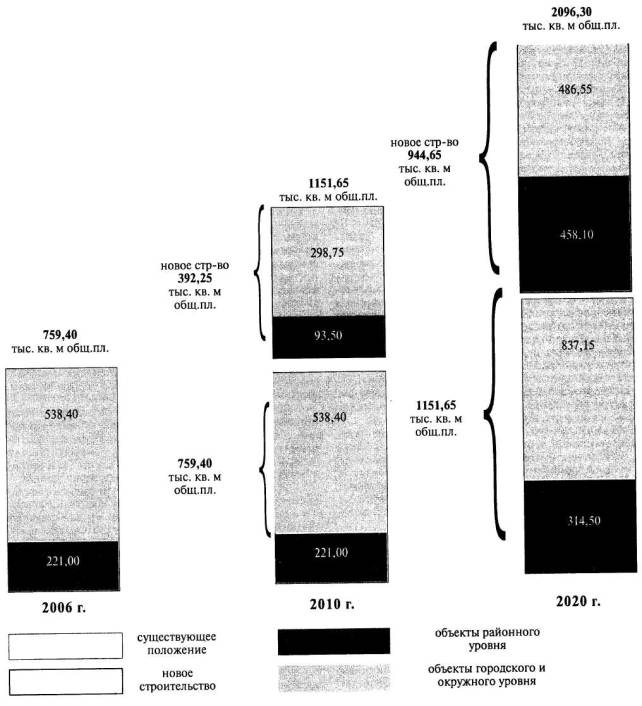 2096,30
тыс. кв. м общ.пл.
486,55
новое стр-во
944,65
тыс. кв. м
общ.пл.
458,10
1151,65
тыс. кв. м общ.пл.
298,75
новое стр-во
392,25
тыс. кв. м
общ.пл.
93,50
759,40
тыс. кв. м общ.пл.
837,15
1151,65
тыс. кв. м
общ.пл.
538,40
538,40
759,40
тыс. кв. м
общ.пл.
314,50
221,00
221,00
2006 г.
2010 г.
2020 г.
существующее
положение
объекты районного
уровня
новое
строительство
объекты городского и
окружного уровня